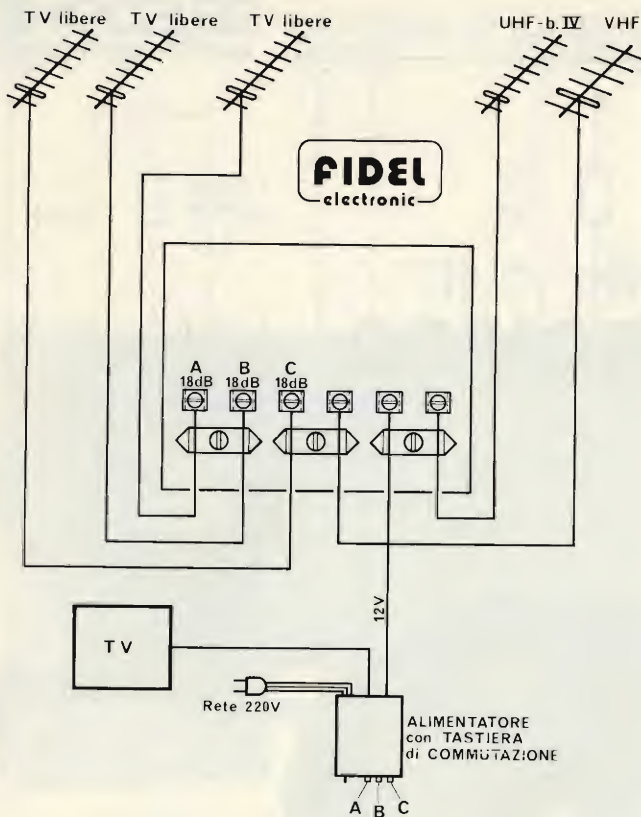 TV libere
TV libere
TV libere
UHF-b.IV
VHF
FIDEL
electronic
A
18dB
B
18dB
C
18dB
12V
TV
Rete 220V
ALIMENTATORE
con TASTIERA
di COMMUTAZIONE
A
B
C